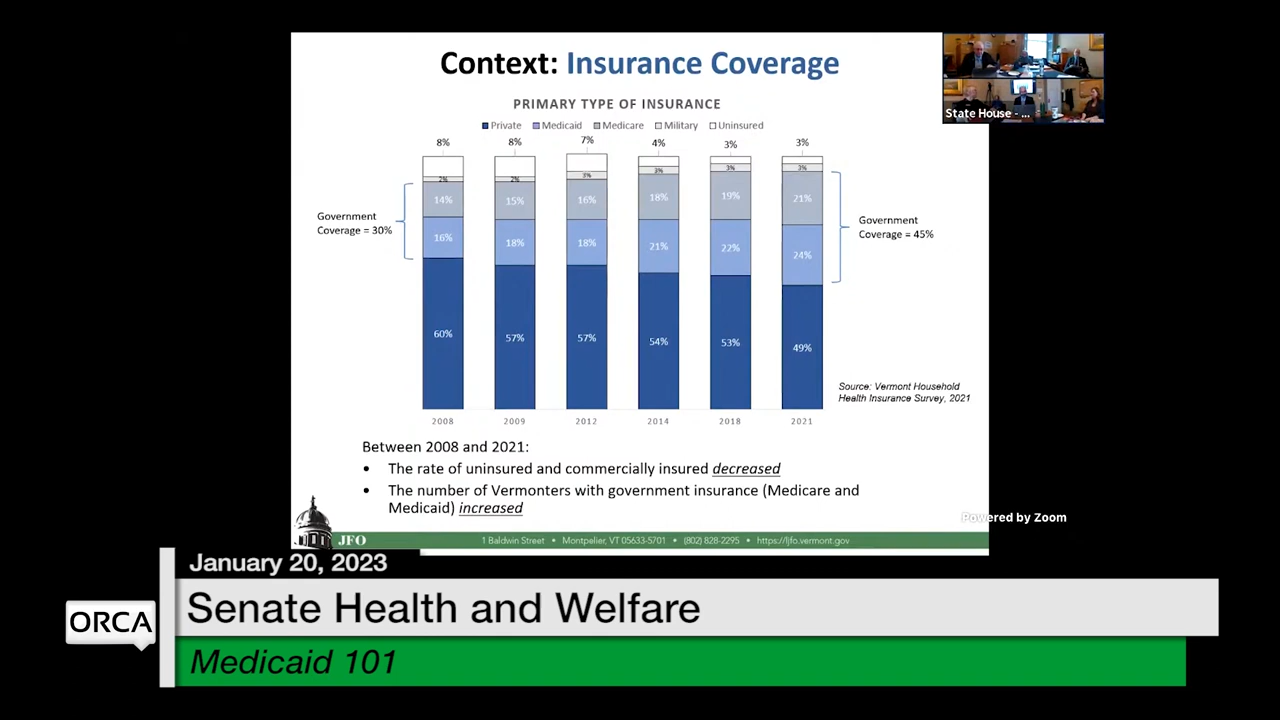 Context: Insurance Coverage
PRIMARY TYPE OF INSURANCE
Private Medicaid Medicare Military Uninsured
8% 8% 7% 4% 3% 3%
2% 2% 3% 3% 3% 3%
14% 15% 16% 18% 19% 21%
16% 18% 18% 21% 22% 24%
60% 57% 57% 54% 53% 49%
Government
Coverage = 30%
Government
Coverage = 45%
Source: Vermont Household
Health Insurance Survey, 2021
2008 2009 2012 2014 2018 2021
Between 2008 and 2021:
• The rate of uninsured and commercially insured decreased
• The number of Vermonters with government insurance (Medicare and
Medicaid) increased
JFO
1 Baldwin Street • Montpelier, VT 05633-5701 • (802) 828-2295 • https://ljfo.vermont.gov
State House - ...
Powered by Zoom
January 20, 2023
ORCA
Senate Health and Welfare
Medicaid 101